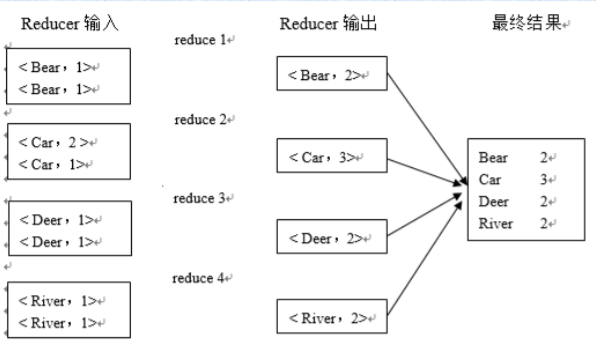 Reducer 输入
Reducer 输出
最终结果
reduce 1
<Bear，1>
<Bear，1>
<Bear，2>
reduce 2
<Car，2 >
<Car，1>
<Car，3>
Bear 2
Car 3
Deer 2
River 2
reduce 3
<Deer，1>
<Deer，1>
<Deer，2>
reduce 4
<River，1>
<River，1>
<River，2>